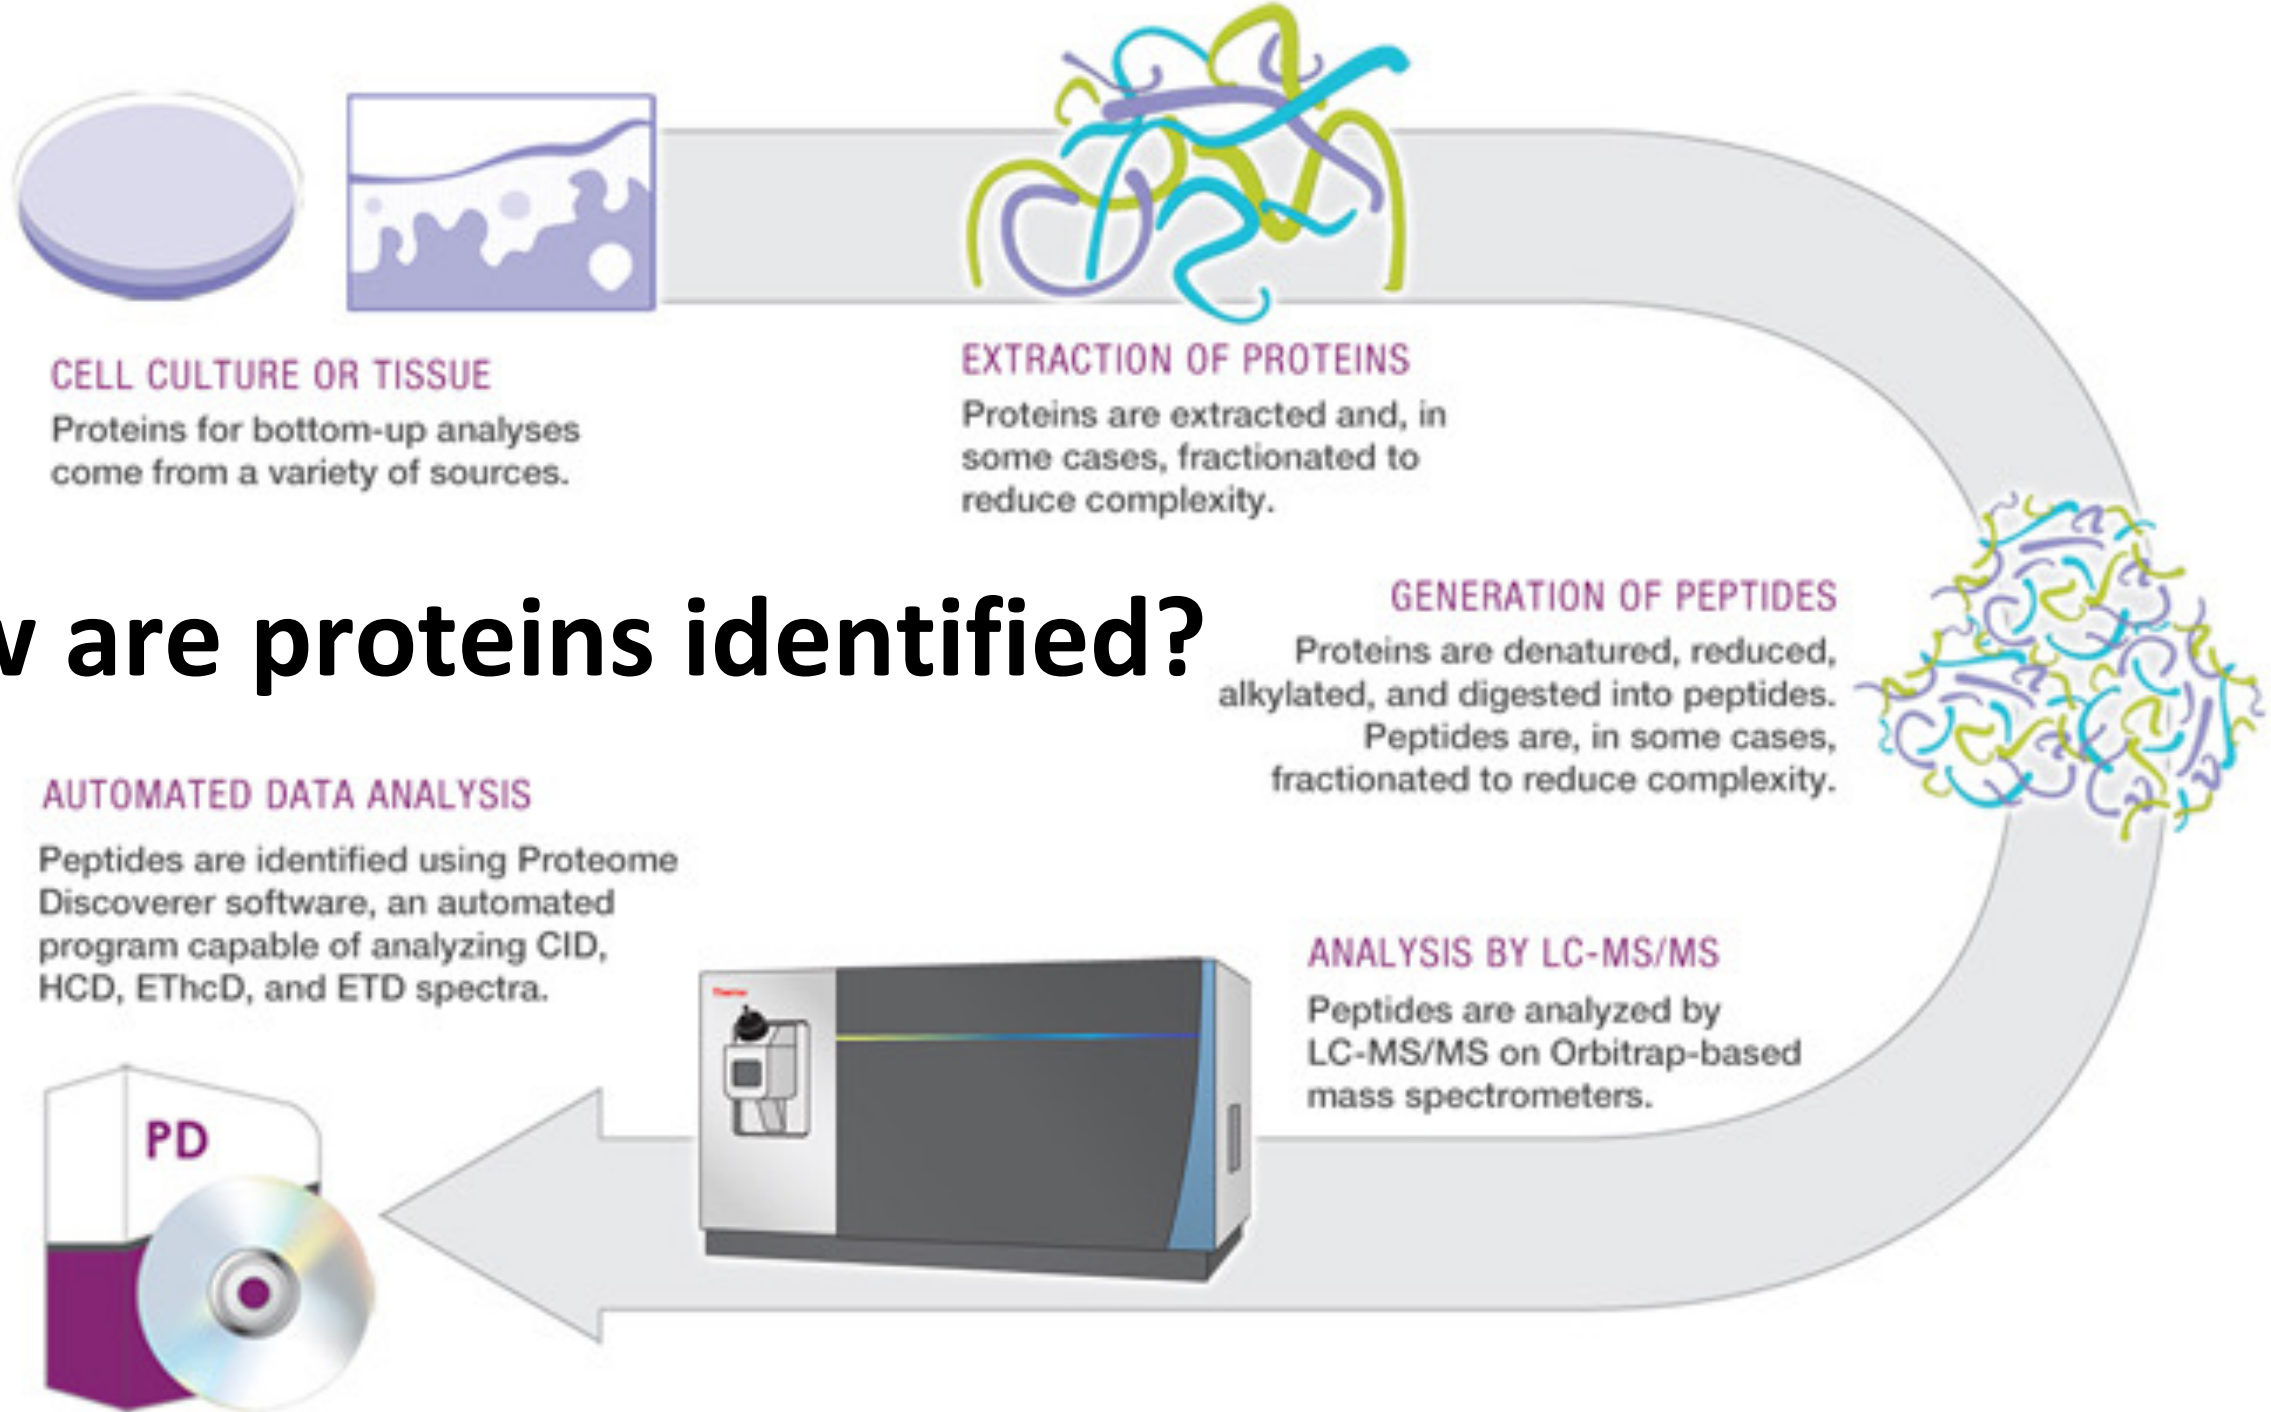 CELL CULTURE OR TISSUE
Proteins for bottom-up analyses
come from a variety of sources.
EXTRACTION OF PROTEINS
Proteins are extracted and, in
some cases, fractionated to
reduce complexity.
w are proteins identified?
GENERATION OF PEPTIDES
Proteins are denatured, reduced,
alkylated, and digested into peptides.
Peptides are, in some cases,
fractionated to reduce complexity.
ANALYSIS BY LC-MS/MS
Peptides are analyzed by
LC-MS/MS on Orbitrap-based
mass spectrometers.
Thermo
AUTOMATED DATA ANALYSIS
Peptides are identified using Proteome
Discoverer software, an automated
program capable of analyzing CID,
HCD, EThcD, and ETD spectra.
PD